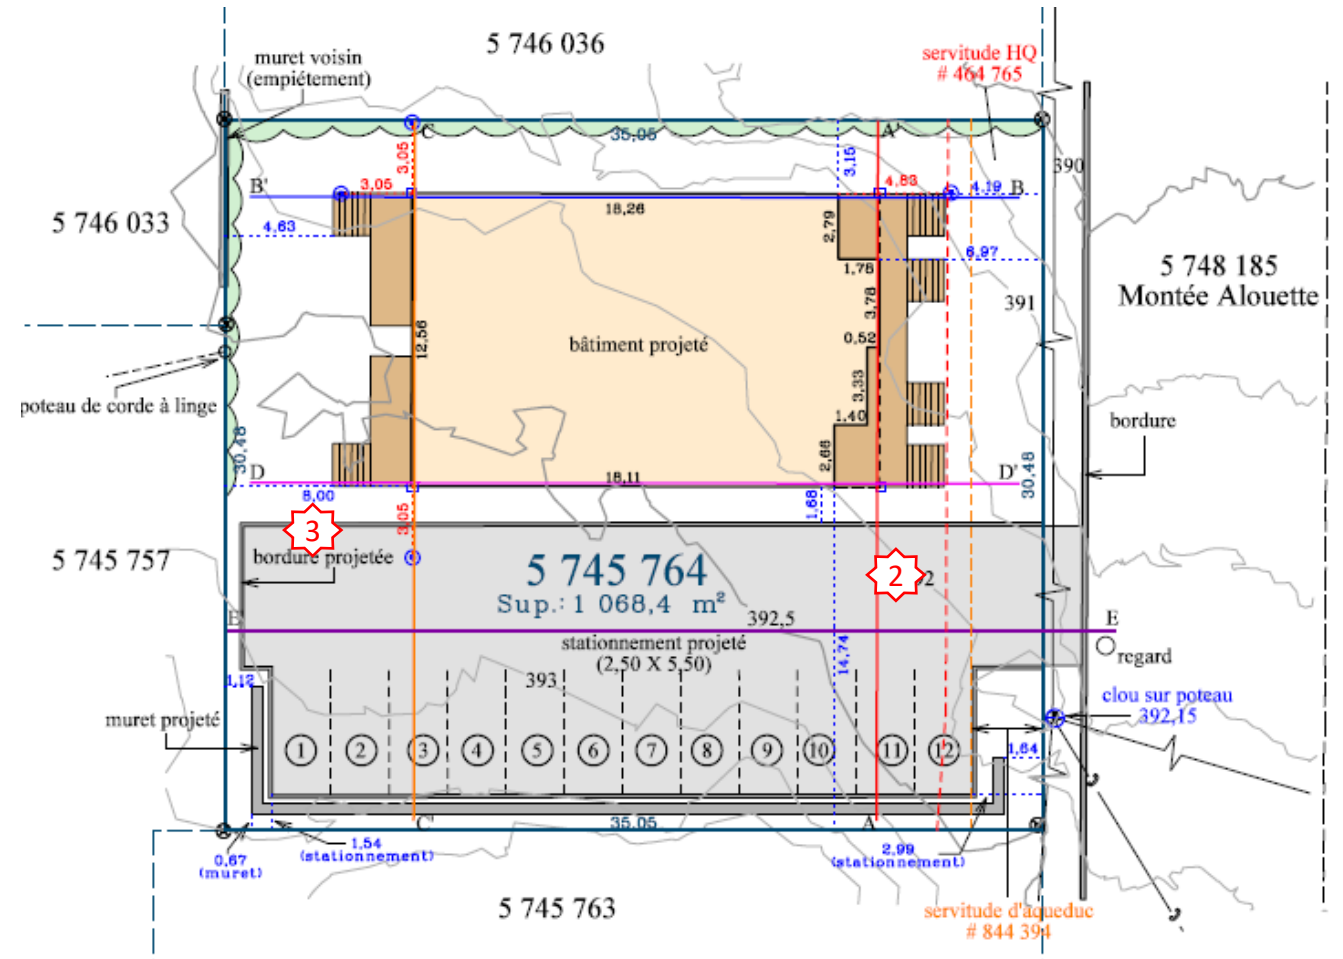 5 746 036
servitude HQ
# 464 765
muret voisin
(empiétement)
C
35,05
A'
3,05
3,15
390
B'
3,05
4,83
4,19
B
18,26
5 746 033
4,63
2,79
6,97
1,78
5 748 185
Montée Alouette
391
3,78
12,56
bâtiment projeté
0,52
3,33
poteau de corde à linge
1,40
bordure
30,48
2,66
30,48
D
18,11
D'
8,00
1,68
3,05
3
5 745 757
bordure projetée
5 745 764
2
2
Sup.: 1 068,4 m²
E
392,5
E
stationnement projeté
(2,50 X 5,50)
regard
14,74
1,12
393
clou sur poteau
392,15
muret projeté
1
2
3
4
5
6
7
8
9
10
11
12
1,64
C'
35,05
A
1,54
(stationnement)
2,99
(stationnement)
0,67
(muret)
5 745 763
servitude d'aqueduc
# 844 394